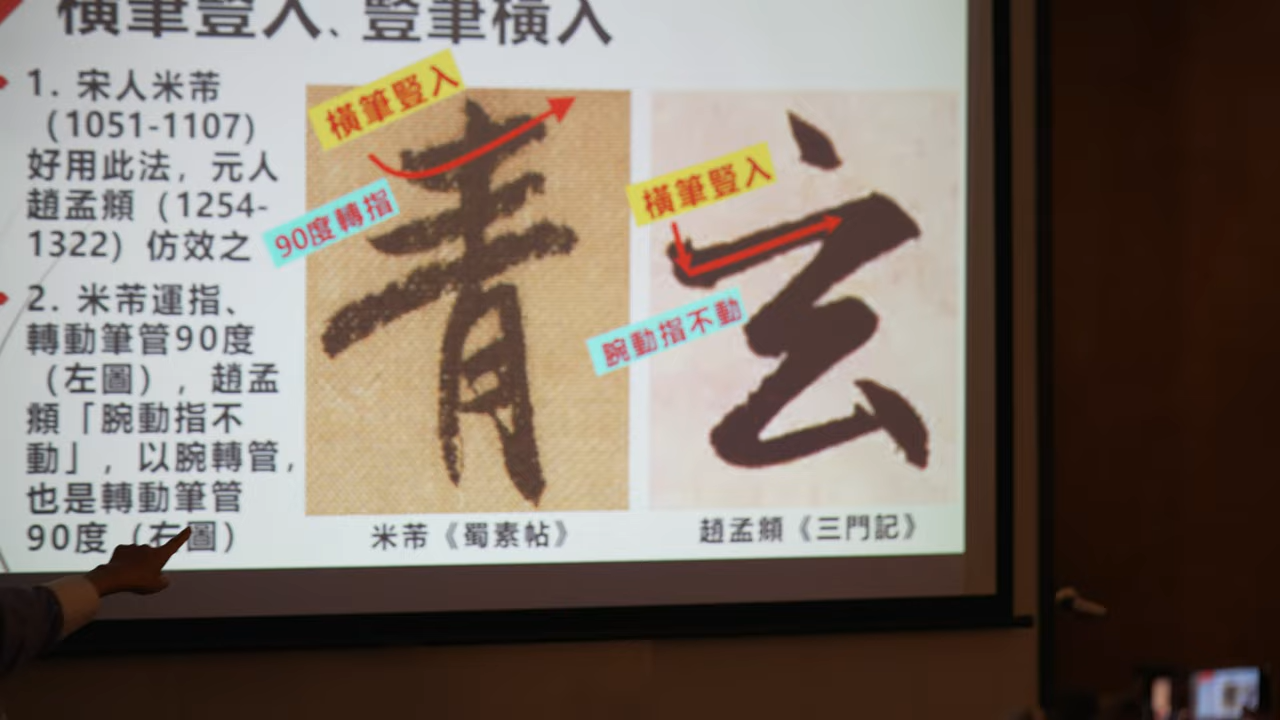 橫筆豎入、豎筆橫入
1. 宋人米芾
（1051-1107）
好用此法，元人
趙孟頫（1254-
1322）仿效之
2. 米芾運指、
轉動筆管90度
（左圖），趙孟
頫「腕動指不
動」，以腕轉管，
也是轉動筆管
90度（右圖）
橫筆豎入
90度轉指
青
米芾《蜀素帖》
橫筆豎入
腕動指不動
玄
趙孟頫《三門記》